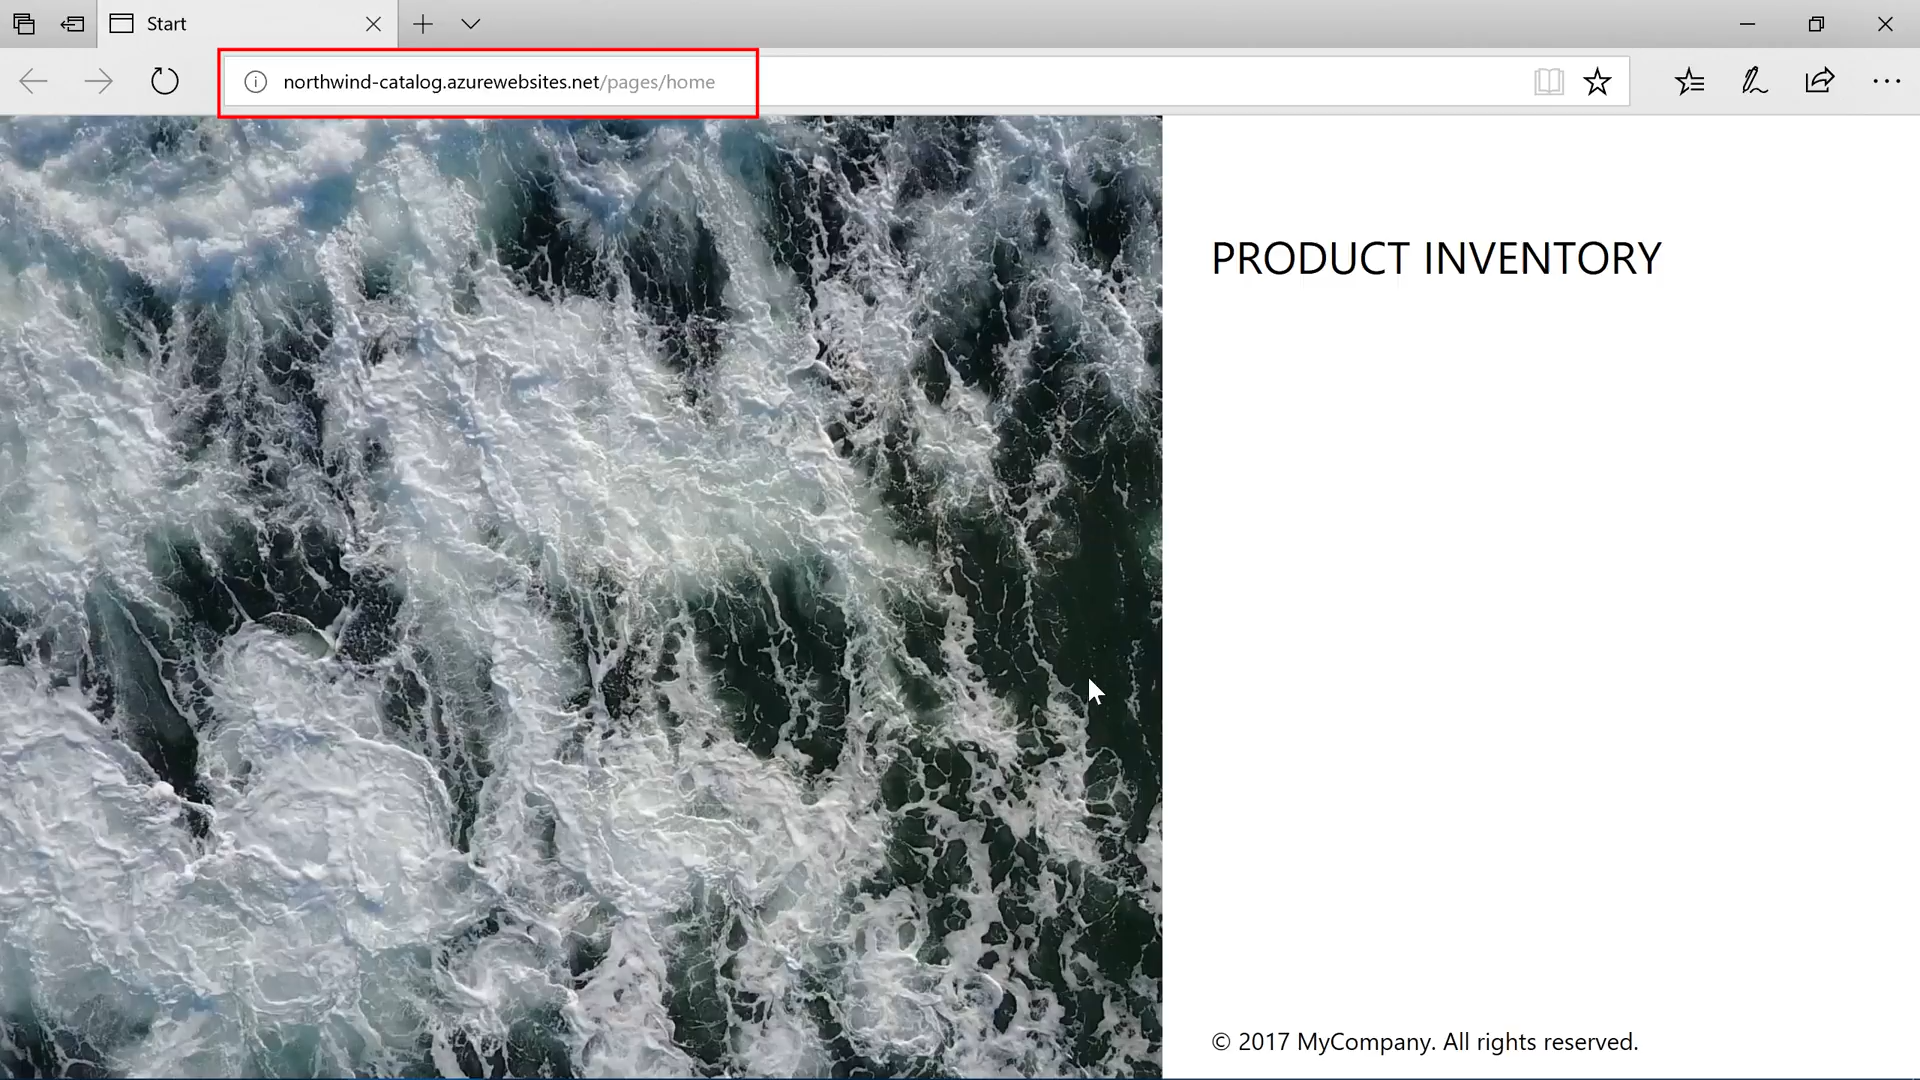 Start
northwind-catalog.azurewebsites.net/pages/home
PRODUCT INVENTORY
© 2017 MyCompany. All rights reserved.